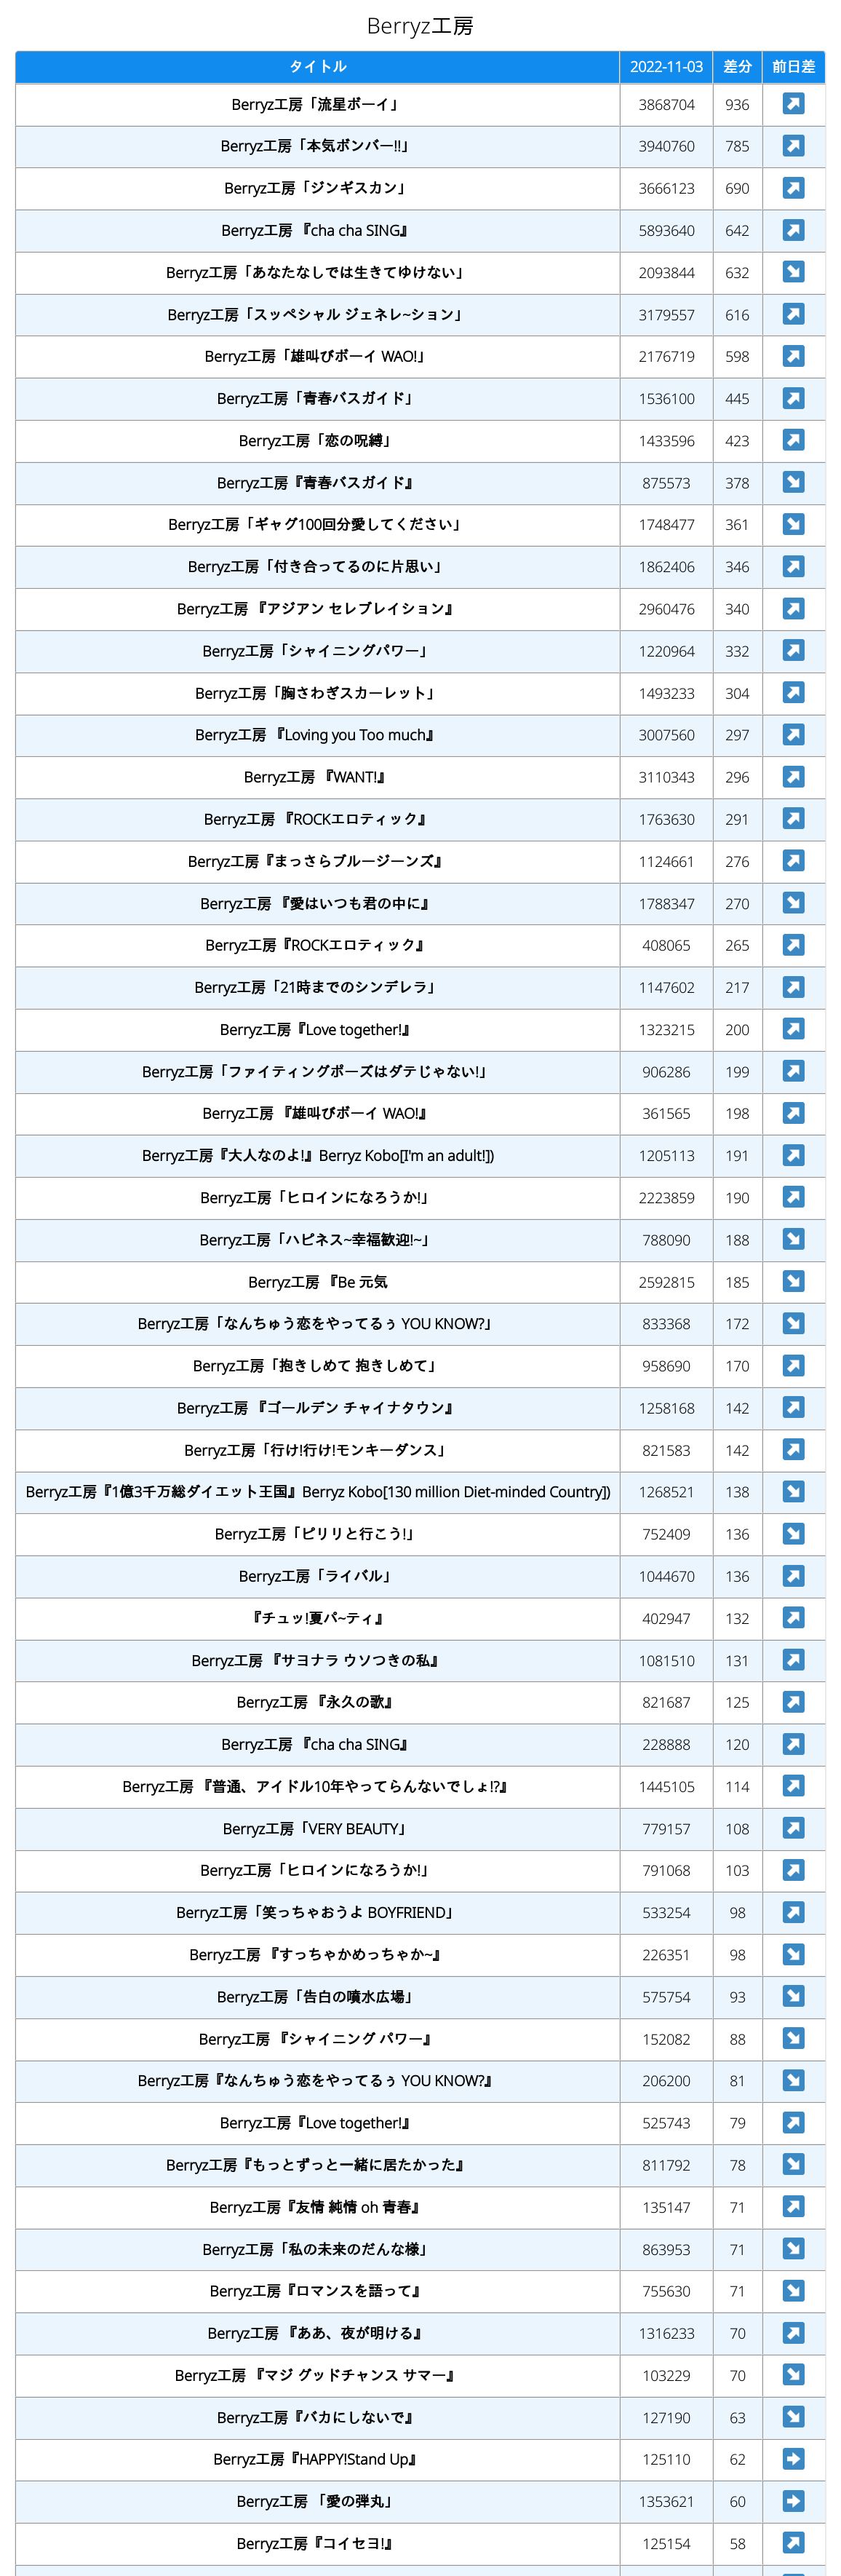 Berryz工房
タイトル 2022-11-03 差分 前日差
Berryz工房「流星ボーイ」 3868704 936
Berryz工房「本気ボンバー!!」 3940760 785
Berryz工房「ジンギスカン」 3666123 690
Berryz工房 『cha cha SING』 5893640 642
Berryz工房「あなたなしでは生きてゆけない」 2093844 632
Berryz工房「スッペシャル ジェネレ~ション」 3179557 616
Berryz工房「雄叫びボーイ WAO!」 2176719 598
Berryz工房「青春バスガイド」 1536100 445
Berryz工房「恋の呪縛」 1433596 423
Berryz工房『青春バスガイド』 875573 378
Berryz工房「ギャグ100回分愛してください」 1748477 361
Berryz工房「付き合ってるのに片思い」 1862406 346
Berryz工房 『アジアン セレブレイション』 2960476 340
Berryz工房「シャイニングパワー」 1220964 332
Berryz工房「胸さわぎスカーレット」 1493233 304
Berryz工房 『Loving you Too much』 3007560 297
Berryz工房 『WANT!』 3110343 296
Berryz工房 『ROCKエロティック』 1763630 291
Berryz工房『まっさらブルージーンズ』 1124661 276
Berryz工房 『愛はいつも君の中に』 1788347 270
Berryz工房『ROCKエロティック』 408065 265
Berryz工房「21時までのシンデレラ」 1147602 217
Berryz工房『Love together!』 1323215 200
Berryz工房「ファイティングポーズはダテじゃない!」 906286 199
Berryz工房 『雄叫びボーイ WAO!』 361565 198
Berryz工房『大人なのよ!』Berryz Kobo[I'm an adult!]) 1205113 191
Berryz工房「ヒロインになろうか!」 2223859 190
Berryz工房「ハピネス~幸福歓迎!~」 788090 188
Berryz工房 『Be 元気 2592815 185
Berryz工房「なんちゅう恋をやってるぅ YOU KNOW?」 833368 172
Berryz工房「抱きしめて 抱きしめて」 958690 170
Berryz工房 『ゴールデン チャイナタウン』 1258168 142
Berryz工房「行け!行け!モンキーダンス」 821583 142
Berryz工房『1億3千万総ダイエット王国』Berryz Kobo[130 million Diet-minded Country]) 1268521 138
Berryz工房「ピリリと行こう!」 752409 136
Berryz工房「ライバル」 1044670 136
『チュッ!夏パ~ティ』 402947 132
Berryz工房 『サヨナラ ウソつきの私』 1081510 131
Berryz工房 『永久の歌』 821687 125
Berryz工房 『cha cha SING』 228888 120
Berryz工房 『普通、アイドル10年やってらんないでしょ!?』 1445105 114
Berryz工房「VERY BEAUTY」 779157 108
Berryz工房「ヒロインになろうか!」 791068 103
Berryz工房「笑っちゃおうよ BOYFRIEND」 533254 98
Berryz工房 『すっちゃかめっちゃか~』 226351 98
Berryz工房「告白の噴水広場」 575754 93
Berryz工房 『シャイニング パワー』 152082 88
Berryz工房『なんちゅう恋をやってるぅ YOU KNOW?』 206200 81
Berryz工房『Love together!』 525743 79
Berryz工房『もっとずっと一緒に居たかった』 811792 78
Berryz工房『友情 純情 oh 青春』 135147 71
Berryz工房「私の未来のだんな様」 863953 71
Berryz工房『ロマンスを語って』 755630 71
Berryz工房 『ああ、夜が明ける』 1316233 70
Berryz工房 『マジ グッドチャンス サマー』 103229 70
Berryz工房『バカにしないで』 127190 63
Berryz工房『HAPPY!Stand Up』 125110 62
Berryz工房 「愛の弾丸」 1353621 60
Berryz工房『コイセヨ!』 125154 58